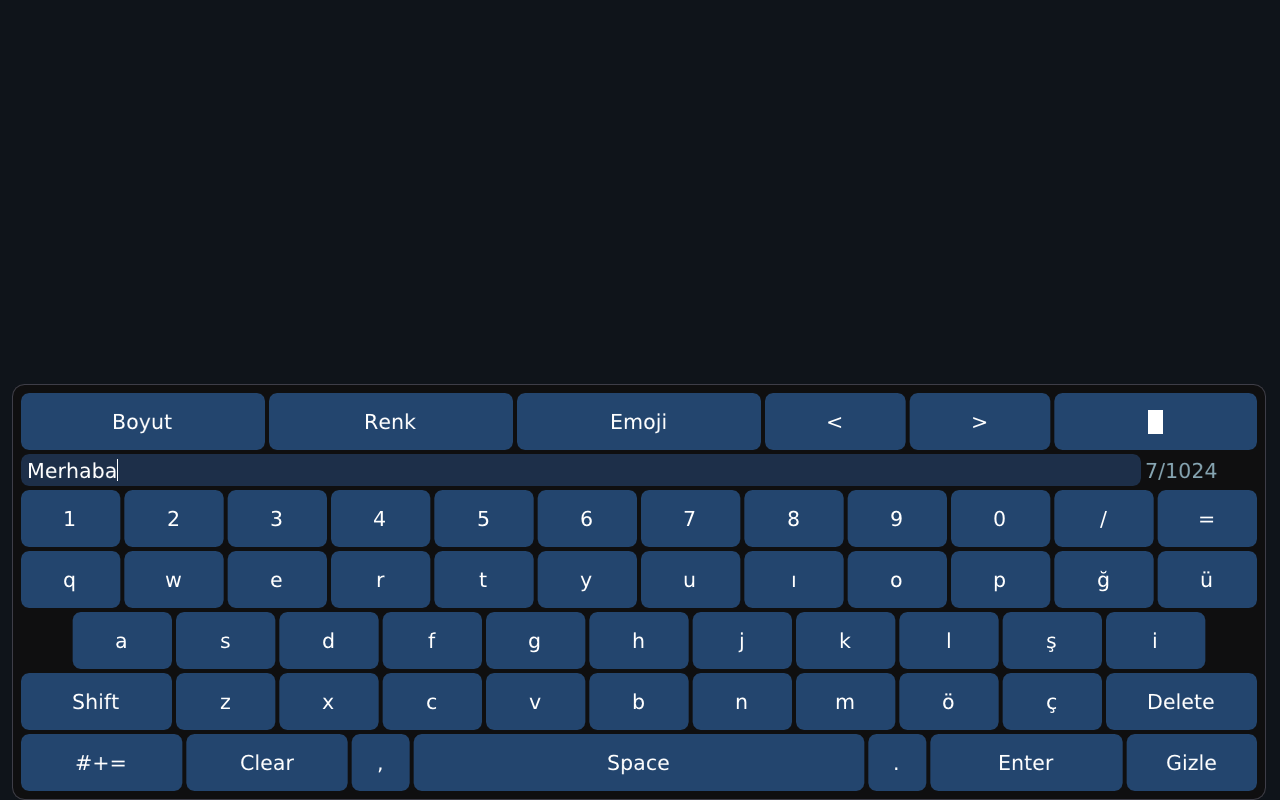 Boyut Renk Emoji < >
Merhaba 7/1024
1 2 3 4 5 6 7 8 9 0 / =
q w e r t y u ı o p ğ ü
a s d f g h j k l ş i
Shift z x c v b n m ö ç Delete
#+= Clear , Space . Enter Gizle